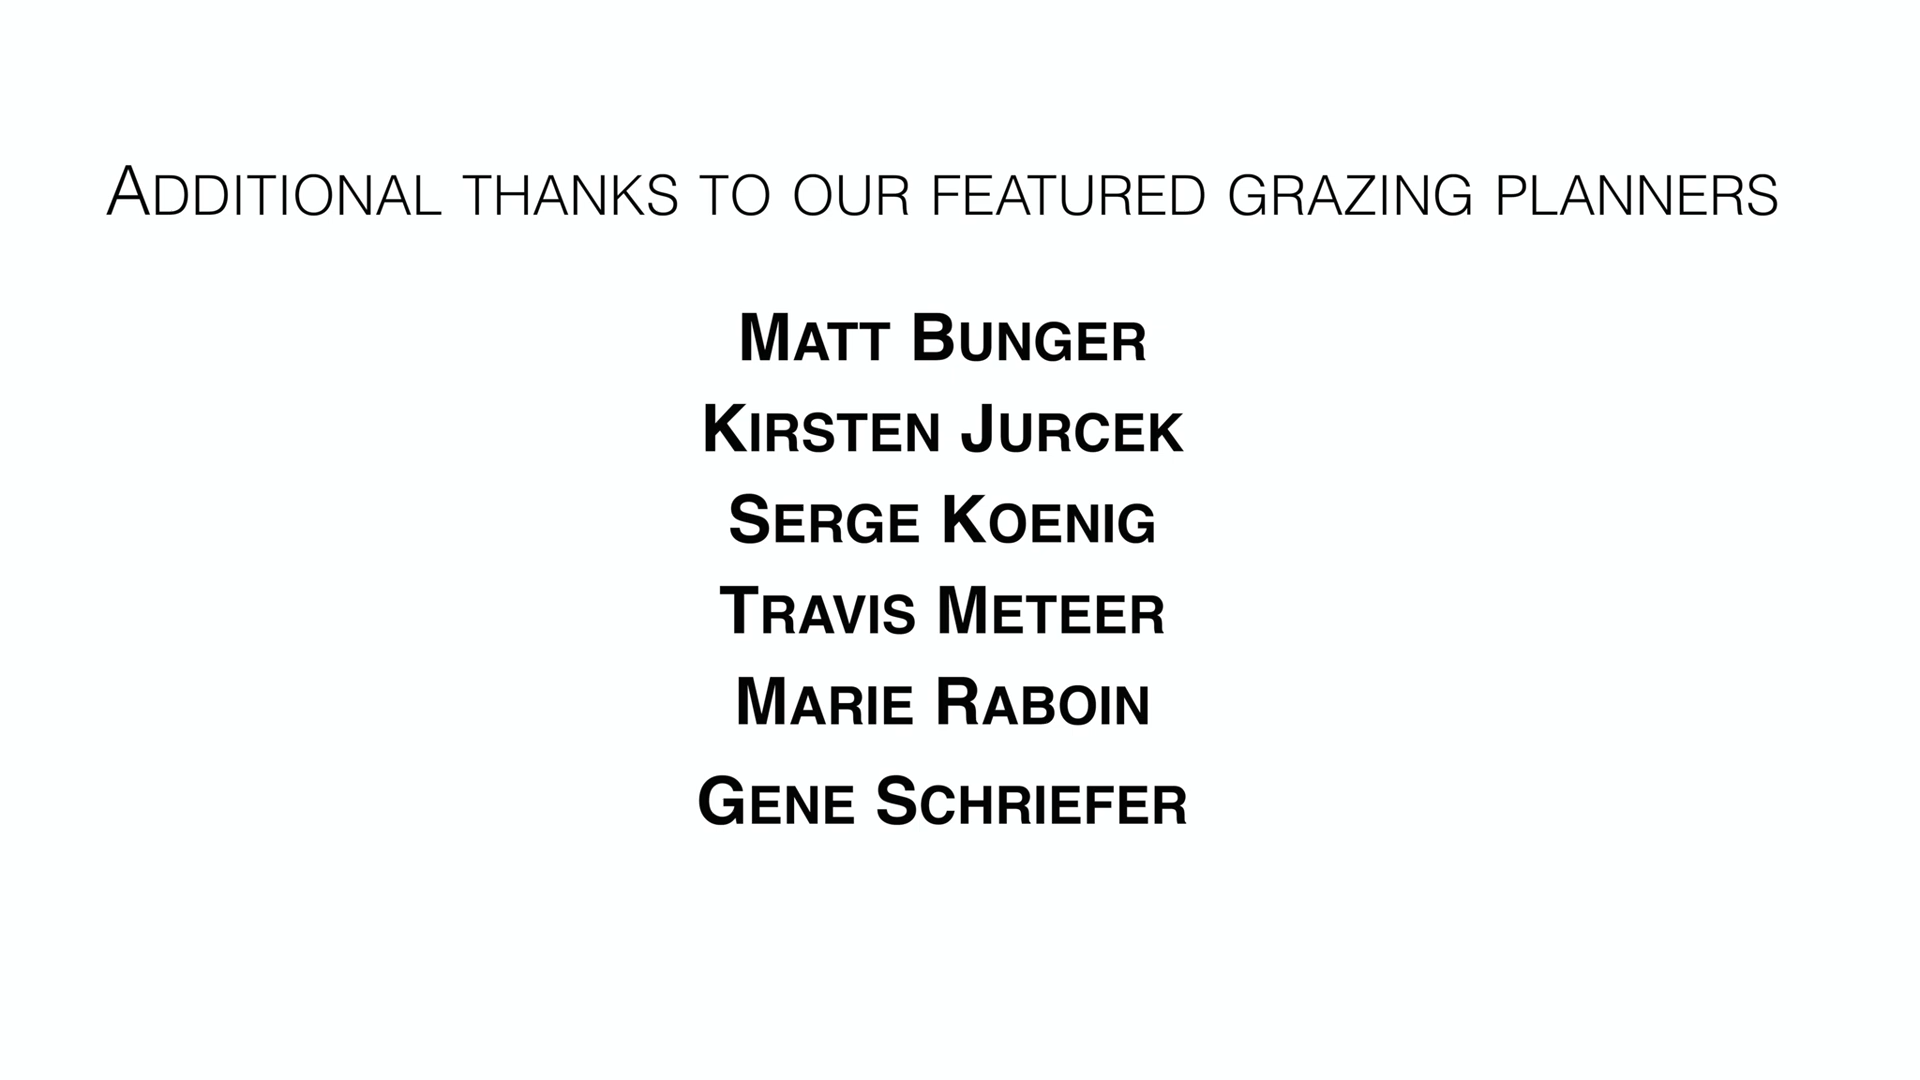 Additional thanks to our featured grazing planners
Matt Bunger
Kirsten Jurcek
Serge Koenig
Travis Meteer
Marie Raboin
Gene Schriefer